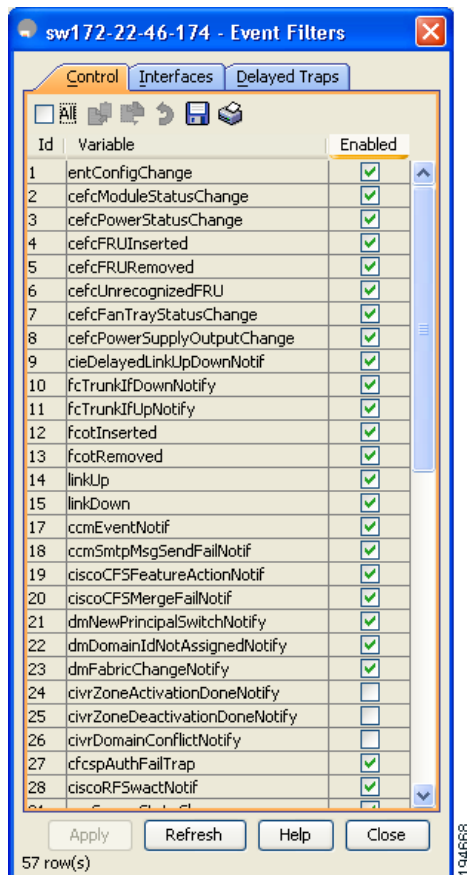 sw172-22-46-174 - Event Filters
Control Interfaces Delayed Traps
All
Id Variable Enabled
1 entConfigChange
2 cefcModuleStatusChange
3 cefcPowerStatusChange
4 cefcFRUInserted
5 cefcFRURemoved
6 cefcUnrecognizedFRU
7 cefcFanTrayStatusChange
8 cefcPowerSupplyOutputChange
9 cieDelayedLinkUpDownNotif
10 fcTrunkIfDownNotify
11 fcTrunkIfUpNotify
12 fcotInserted
13 fcotRemoved
14 linkUp
15 linkDown
17 ccmEventNotif
18 ccmSmtpMsgSendFailNotif
19 ciscoCFSFeatureActionNotif
20 ciscoCFSMergeFailNotif
21 dmNewPrincipalSwitchNotify
22 dmDomainIdNotAssignedNotify
23 dmFabricChangeNotify
24 civrZoneActivationDoneNotify
25 civrZoneDeactivationDoneNotify
26 civrDomainConflictNotify
27 cfcspAuthFailTrap
28 ciscoRFSwactNotif
Apply Refresh Help Close
57 row(s)
194668